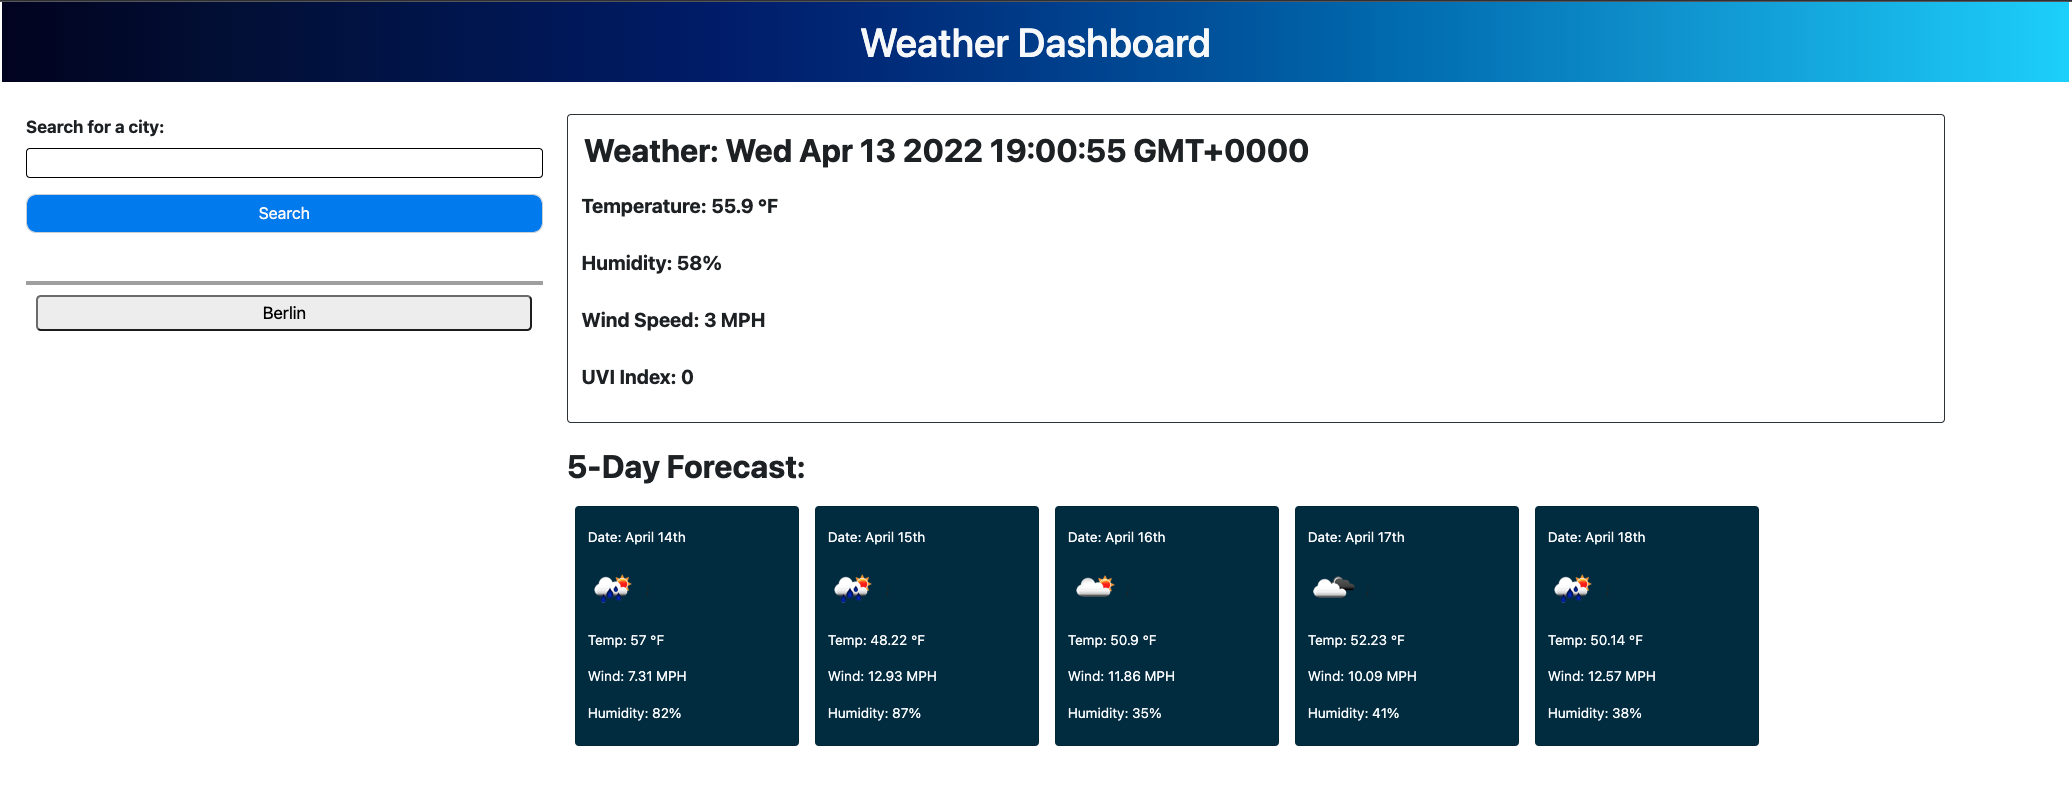 Weather Dashboard
Search for a city:
Search
Berlin
Weather: Wed Apr 13 2022 19:00:55 GMT+0000
Temperature: 55.9 °F
Humidity: 58%
Wind Speed: 3 MPH
UVI Index: 0
5-Day Forecast:
Date: April 14th
Temp: 57 °F
Wind: 7.31 MPH
Humidity: 82%
Date: April 15th
Temp: 48.22 °F
Wind: 12.93 MPH
Humidity: 87%
Date: April 16th
Temp: 50.9 °F
Wind: 11.86 MPH
Humidity: 35%
Date: April 17th
Temp: 52.23 °F
Wind: 10.09 MPH
Humidity: 41%
Date: April 18th
Temp: 50.14 °F
Wind: 12.57 MPH
Humidity: 38%